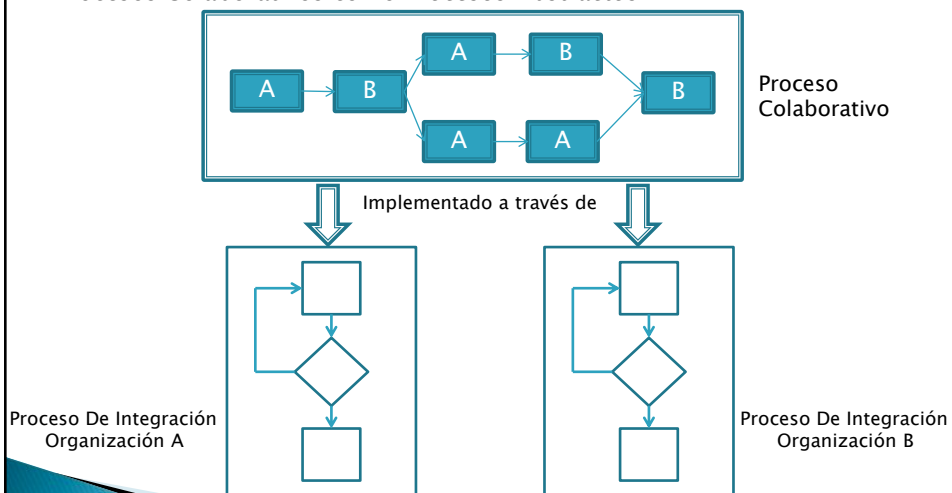 A
B
A
B
A
A
B
Proceso
Colaborativo
Implementado a través de
Proceso De Integración
Organización A
Proceso De Integración
Organización B